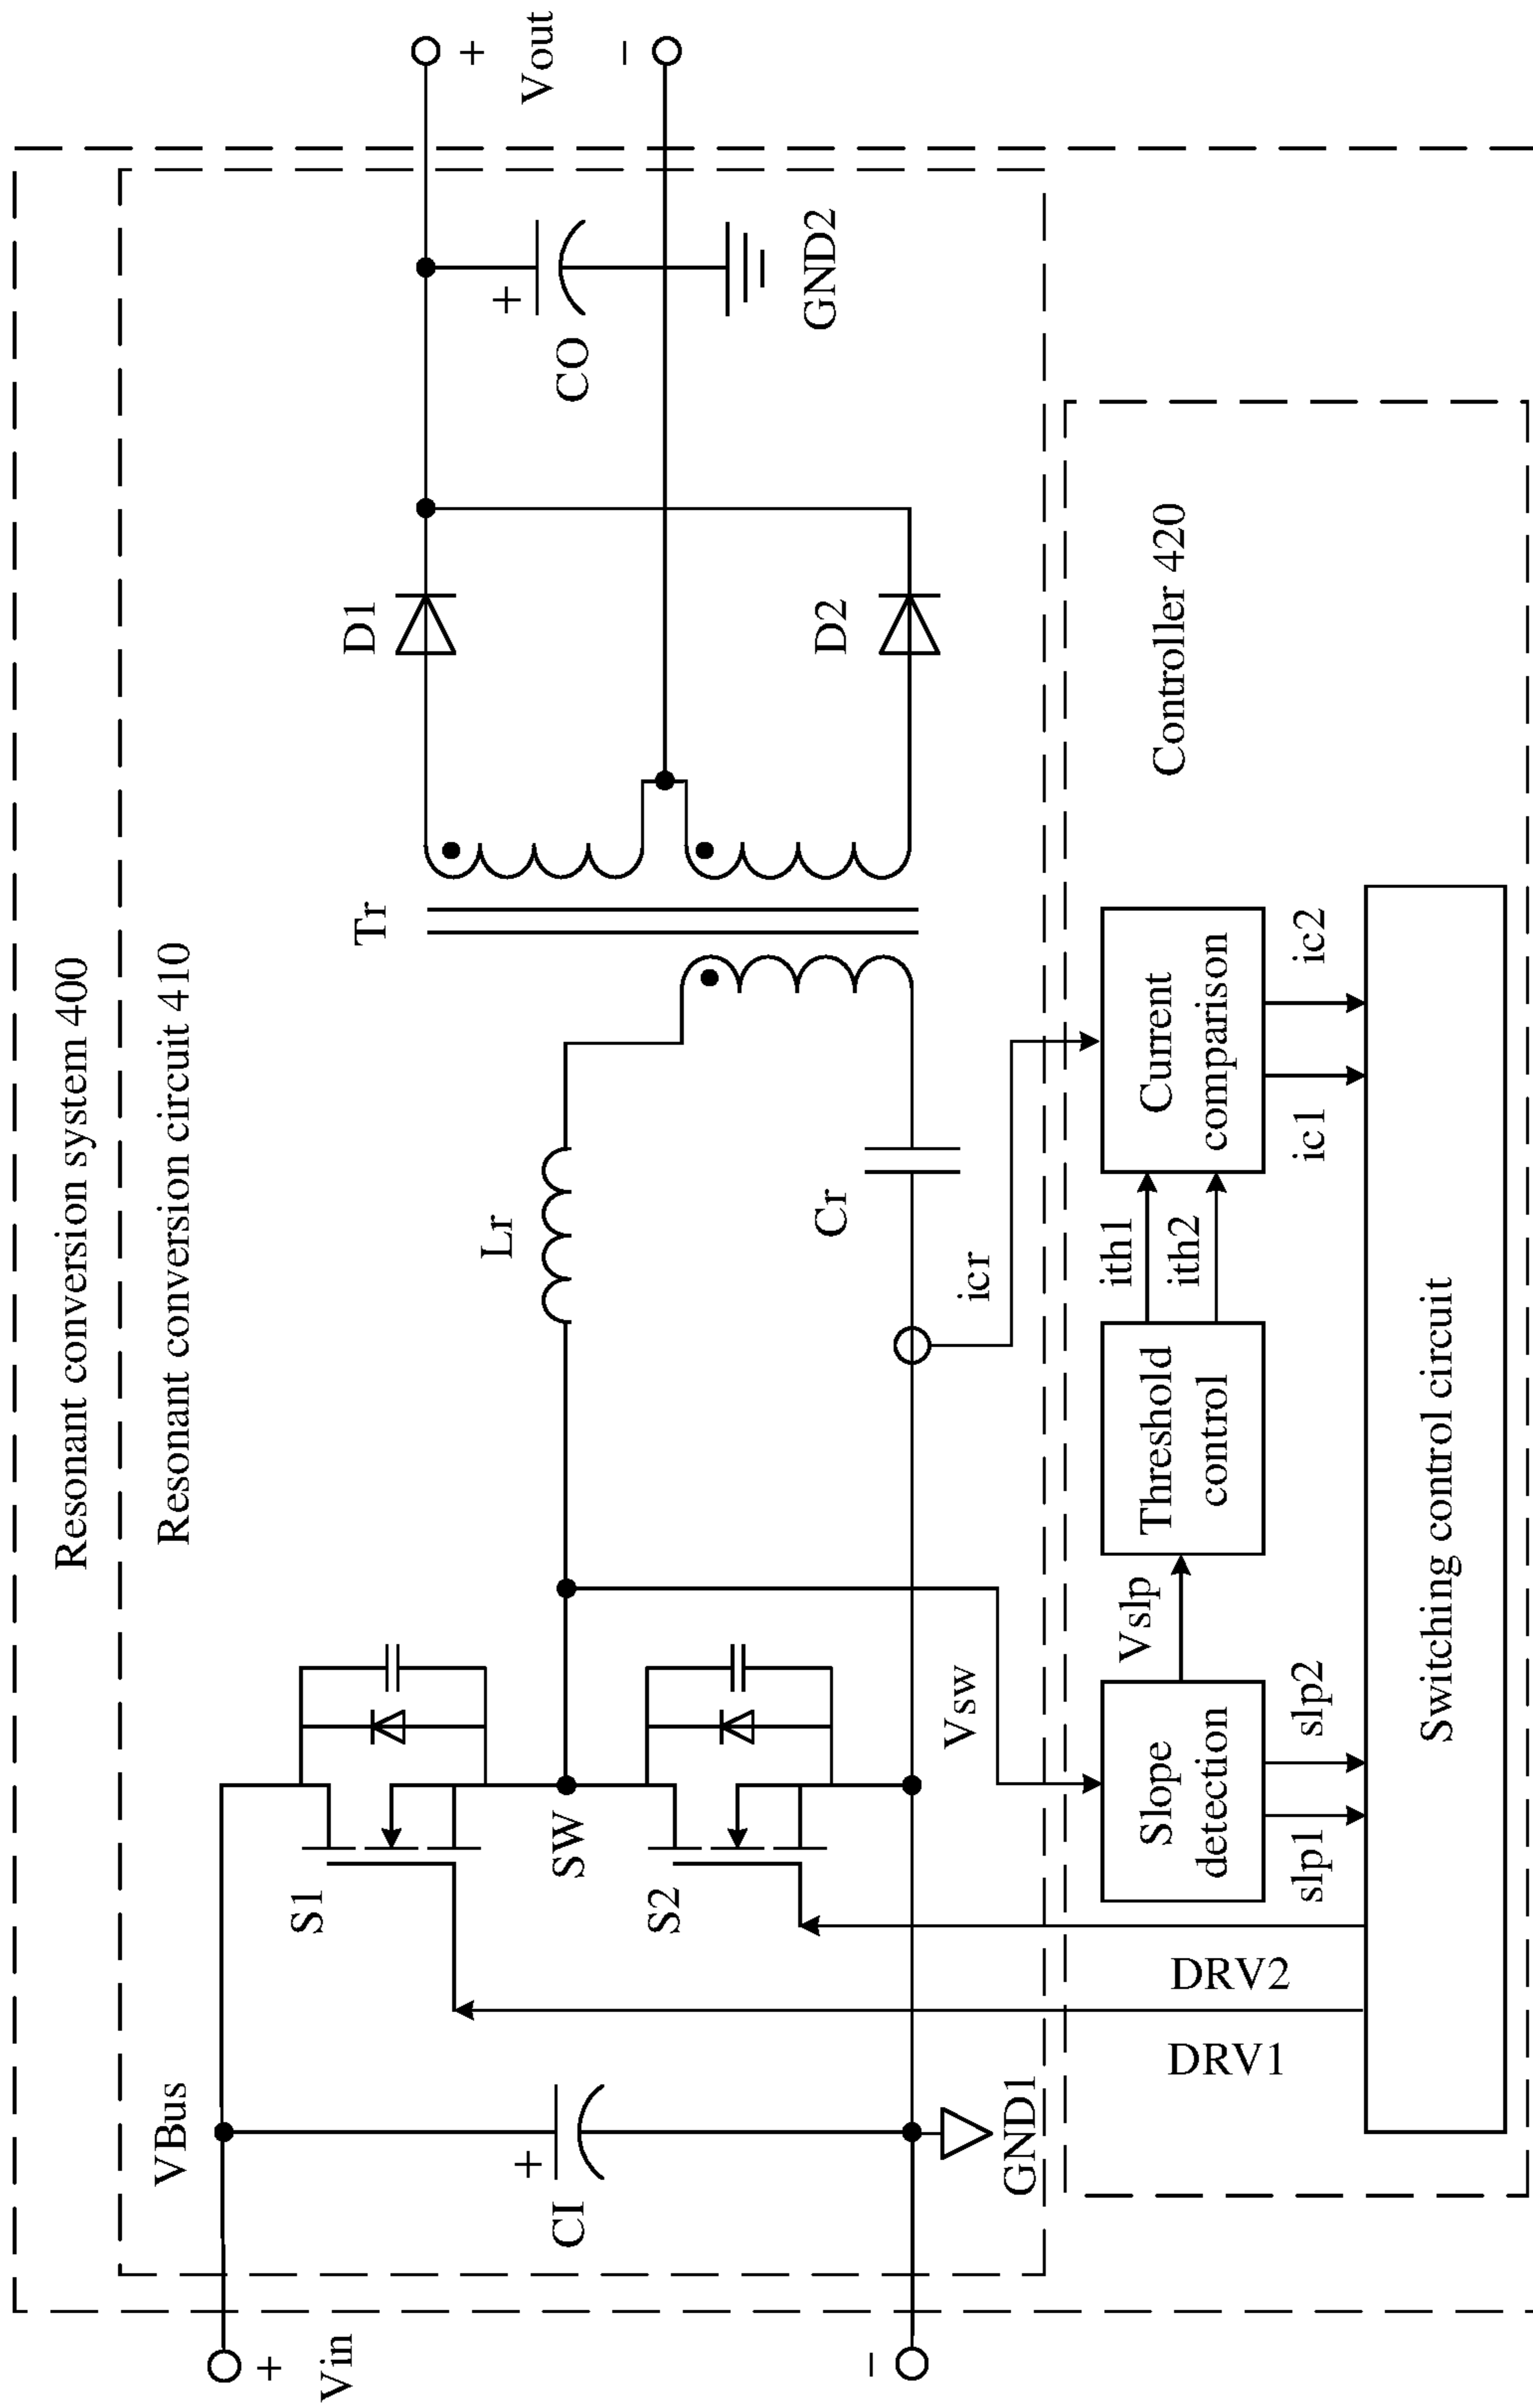 Resonant conversion system 400
Resonant conversion circuit 410
VBus
+
Vin
−
CI
+
GND1
S1
SW
S2
Vsw
Lr
Cr
icr
Tr
D1
D2
CO
+
GND2
+
Vout
−
DRV1
DRV2
Controller 420
Slope
detection
Vslp
Threshold
control
ith1
ith2
Current
comparison
slp1
slp2
ic1
ic2
Switching control circuit